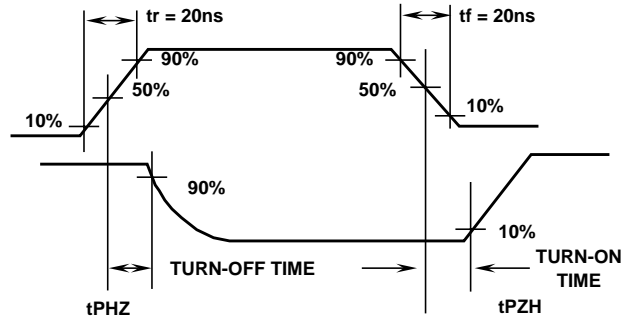 tr = 20ns
tf = 20ns
90%
90%
50%
50%
10%
10%
90%
10%
TURN-OFF TIME
TURN-ON
TIME
tPHZ
tPZH